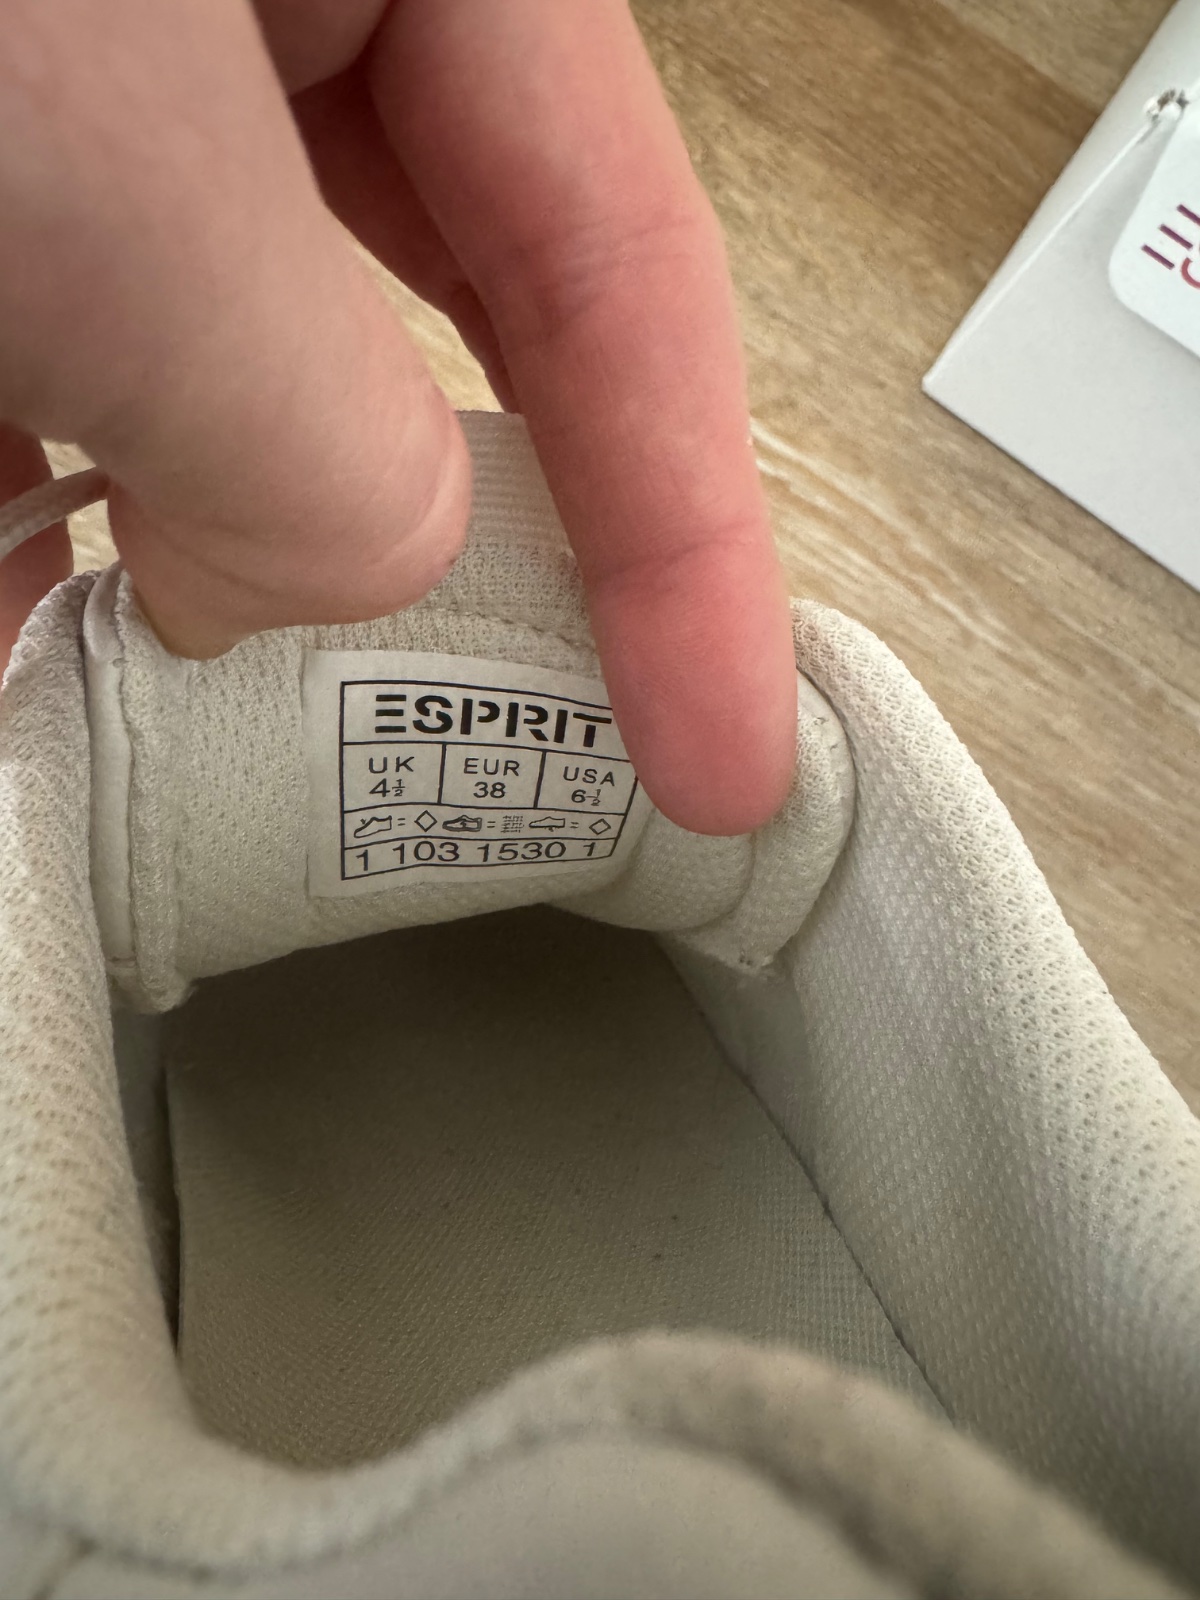 ESPRIT
UK EUR USA
4½ 38 6½
= = =
1 103 1530 1